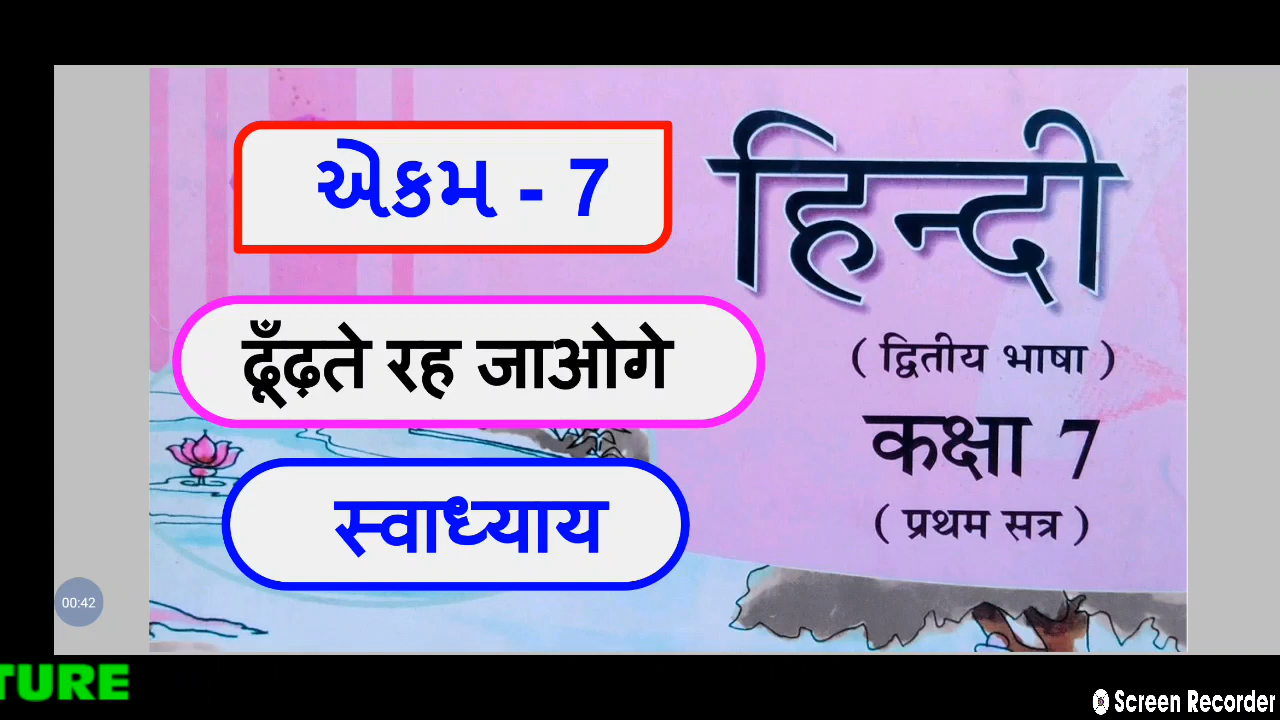 એકમ - 7
ढूँढ़ते रह जाओगे
स्वाध्याय
हिन्दी
( द्वितीय भाषा )
कक्षा 7
( प्रथम सत्र )
00:42
TURE
Screen Recorder